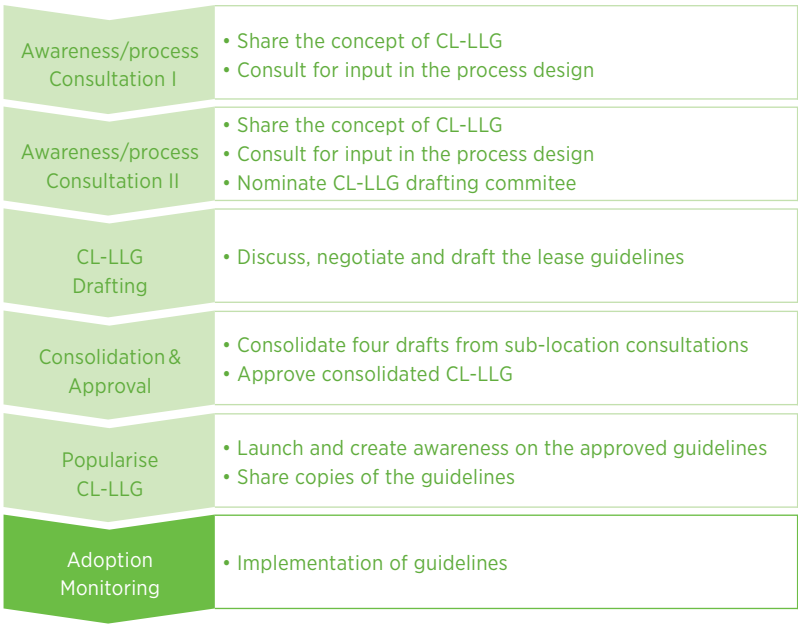 Awareness/process
Consultation I
• Share the concept of CL-LLG
• Consult for input in the process design
Awareness/process
Consultation II
• Share the concept of CL-LLG
• Consult for input in the process design
• Nominate CL-LLG drafting commitee
CL-LLG
Drafting
• Discuss, negotiate and draft the lease guidelines
Consolidation &
Approval
• Consolidate four drafts from sub-location consultations
• Approve consolidated CL-LLG
Popularise
CL-LLG
• Launch and create awareness on the approved guidelines
• Share copies of the guidelines
Adoption
Monitoring
• Implementation of guidelines